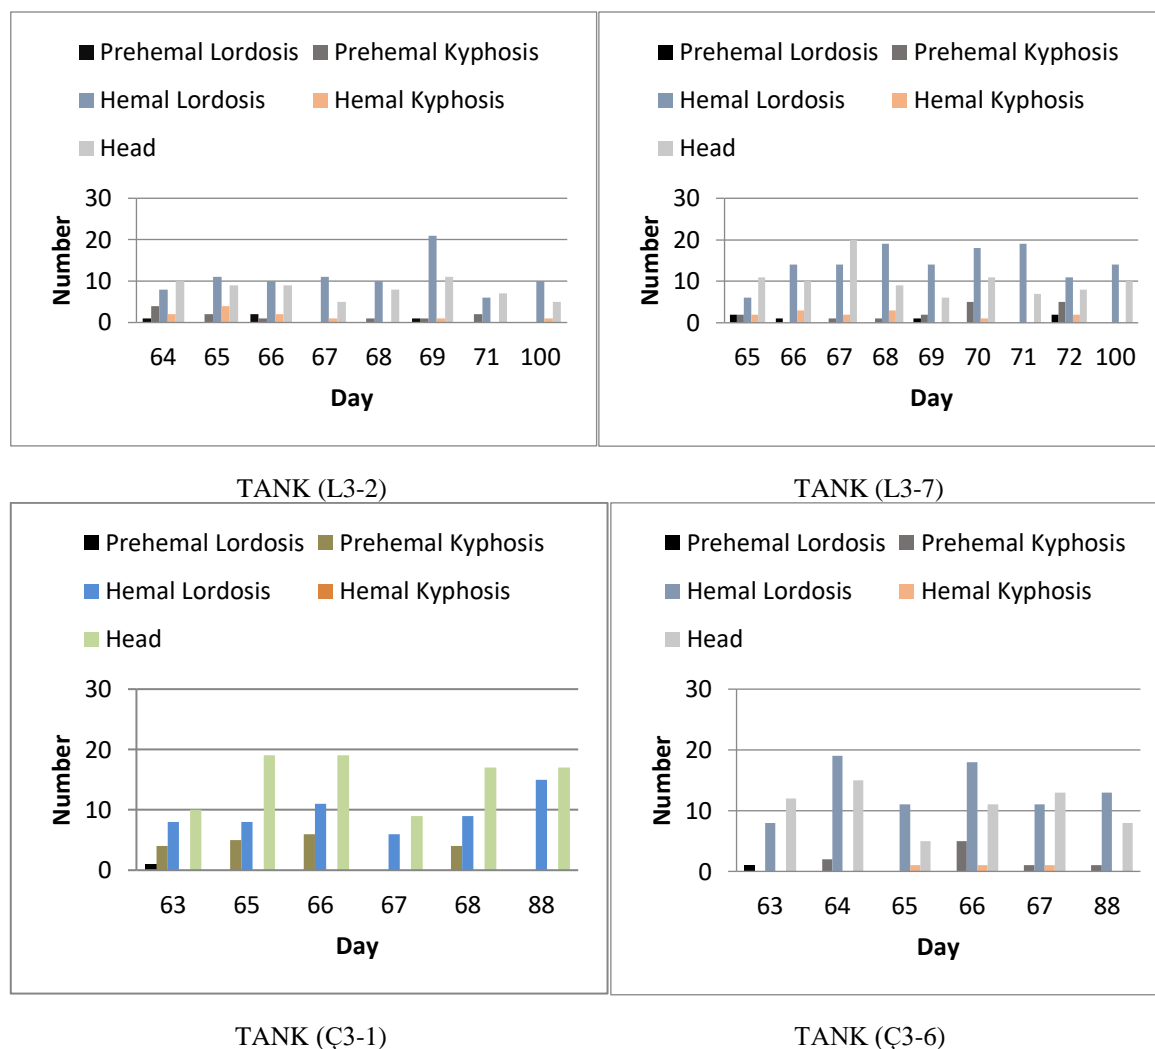 Prehemal Lordosis Prehemal Kyphosis
Hemal Lordosis Hemal Kyphosis
Head
30
20
10
0
Number
64 65 66 67 68 69 71 100
Day
TANK (L3-2)
Prehemal Lordosis Prehemal Kyphosis
Hemal Lordosis Hemal Kyphosis
Head
30
20
10
0
Number
65 66 67 68 69 70 71 72 100
Day
TANK (L3-7)
Prehemal Lordosis Prehemal Kyphosis
Hemal Lordosis Hemal Kyphosis
Head
30
20
10
0
Number
63 65 66 67 68 88
Day
TANK (Ç3-1)
Prehemal Lordosis Prehemal Kyphosis
Hemal Lordosis Hemal Kyphosis
Head
30
20
10
0
Number
63 64 65 66 67 88
Day
TANK (Ç3-6)